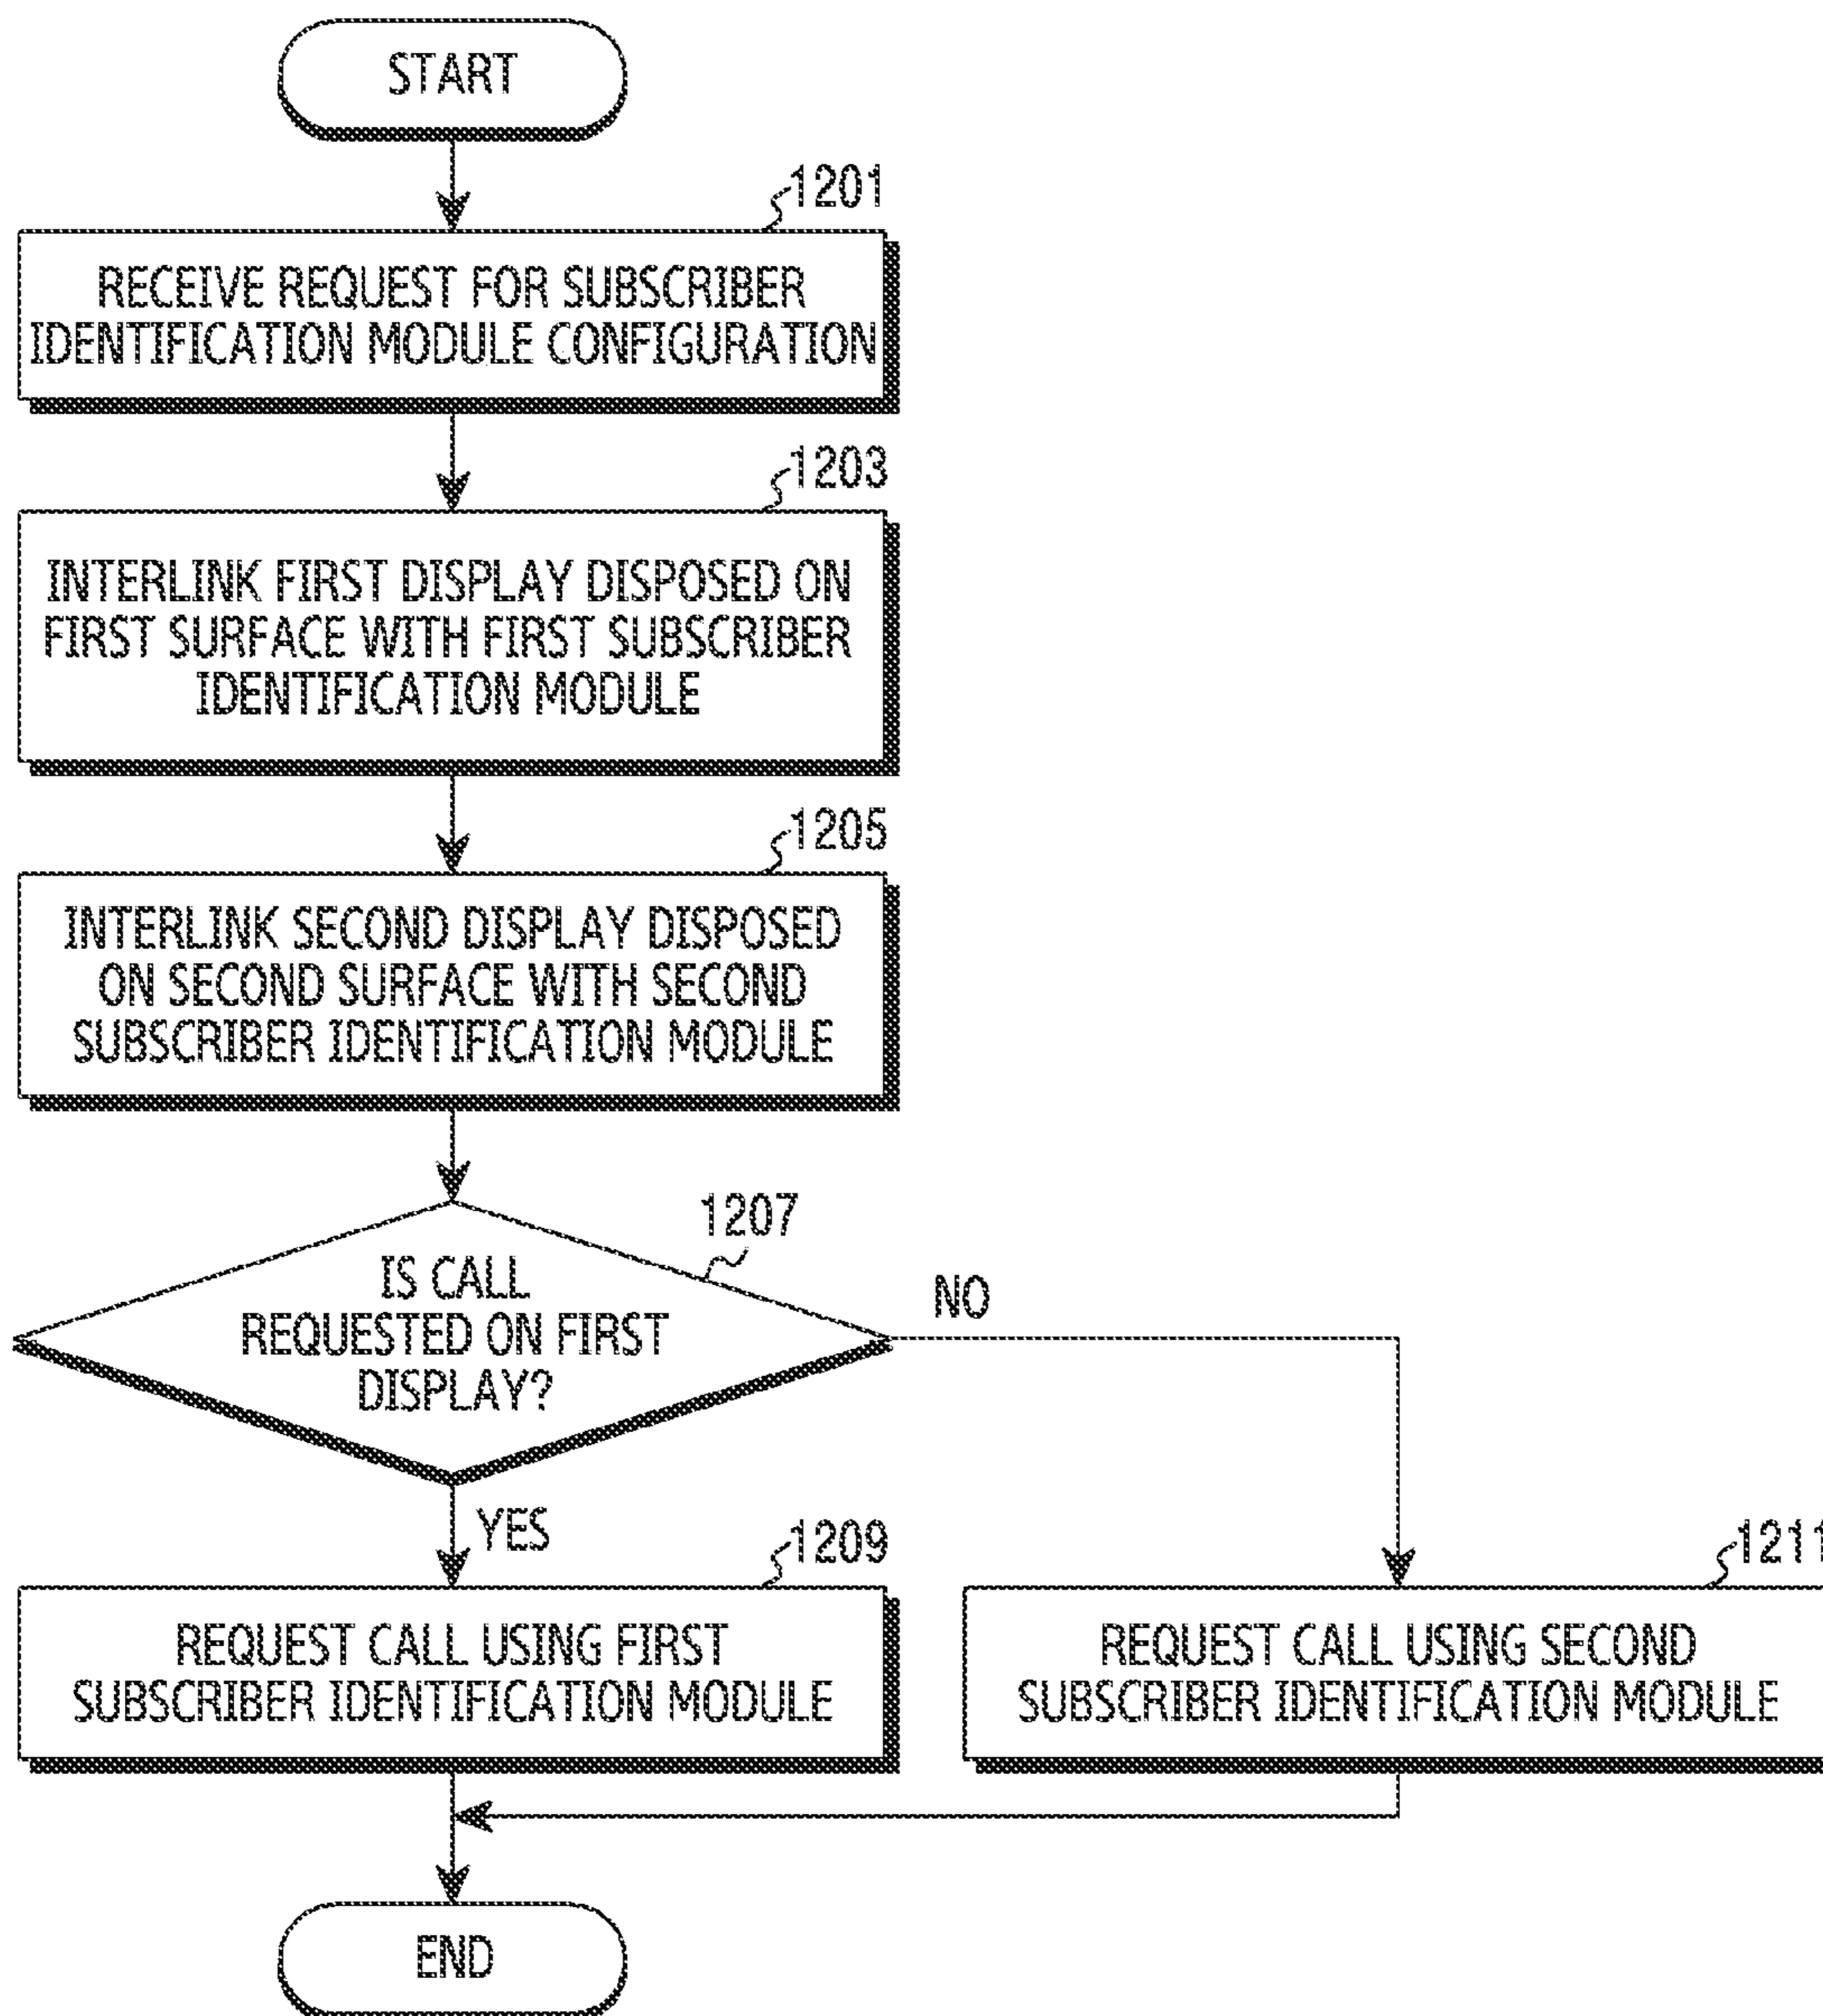 START
1201
RECEIVE REQUEST FOR SUBSCRIBER
IDENTIFICATION MODULE CONFIGURATION
1203
INTERLINK FIRST DISPLAY DISPOSED ON
FIRST SURFACE WITH FIRST SUBSCRIBER
IDENTIFICATION MODULE
1205
INTERLINK SECOND DISPLAY DISPOSED
ON SECOND SURFACE WITH SECOND
SUBSCRIBER IDENTIFICATION MODULE
1207
IS CALL
REQUESTED ON FIRST
DISPLAY?
NO
YES
1209
REQUEST CALL USING FIRST
SUBSCRIBER IDENTIFICATION MODULE
1211
REQUEST CALL USING SECOND
SUBSCRIBER IDENTIFICATION MODULE
END